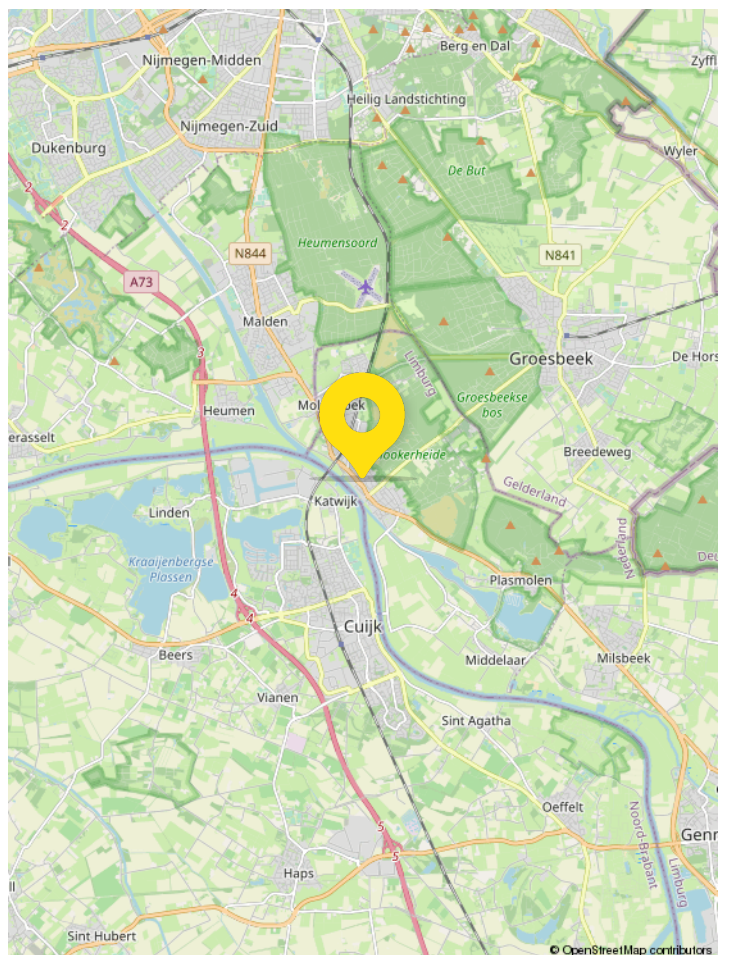 Nijmegen-Midden
Berg en Dal
Zyffl
Heilig Landstichting
Nijmegen-Zuid
Dukenburg
Wyler
De But
2
2
Heumensoord
N844
N841
A73
Malden
3
Limburg
Groesbeek
De Hors
Groesbeekse
bos
Heumen
erasselt
Breedeweg
Gelderland
Katwijk
Linden
Nederland
Kraaijenbergse
Plassen
Plasmolen
4
4
Cuijk
Beers
Middelaar
Milsbeek
Vianen
Sint Agatha
Oeffelt
Noord-Brabant
Limburg
Genn
5
5
Haps
Sint Hubert
© OpenStreetMap contributors